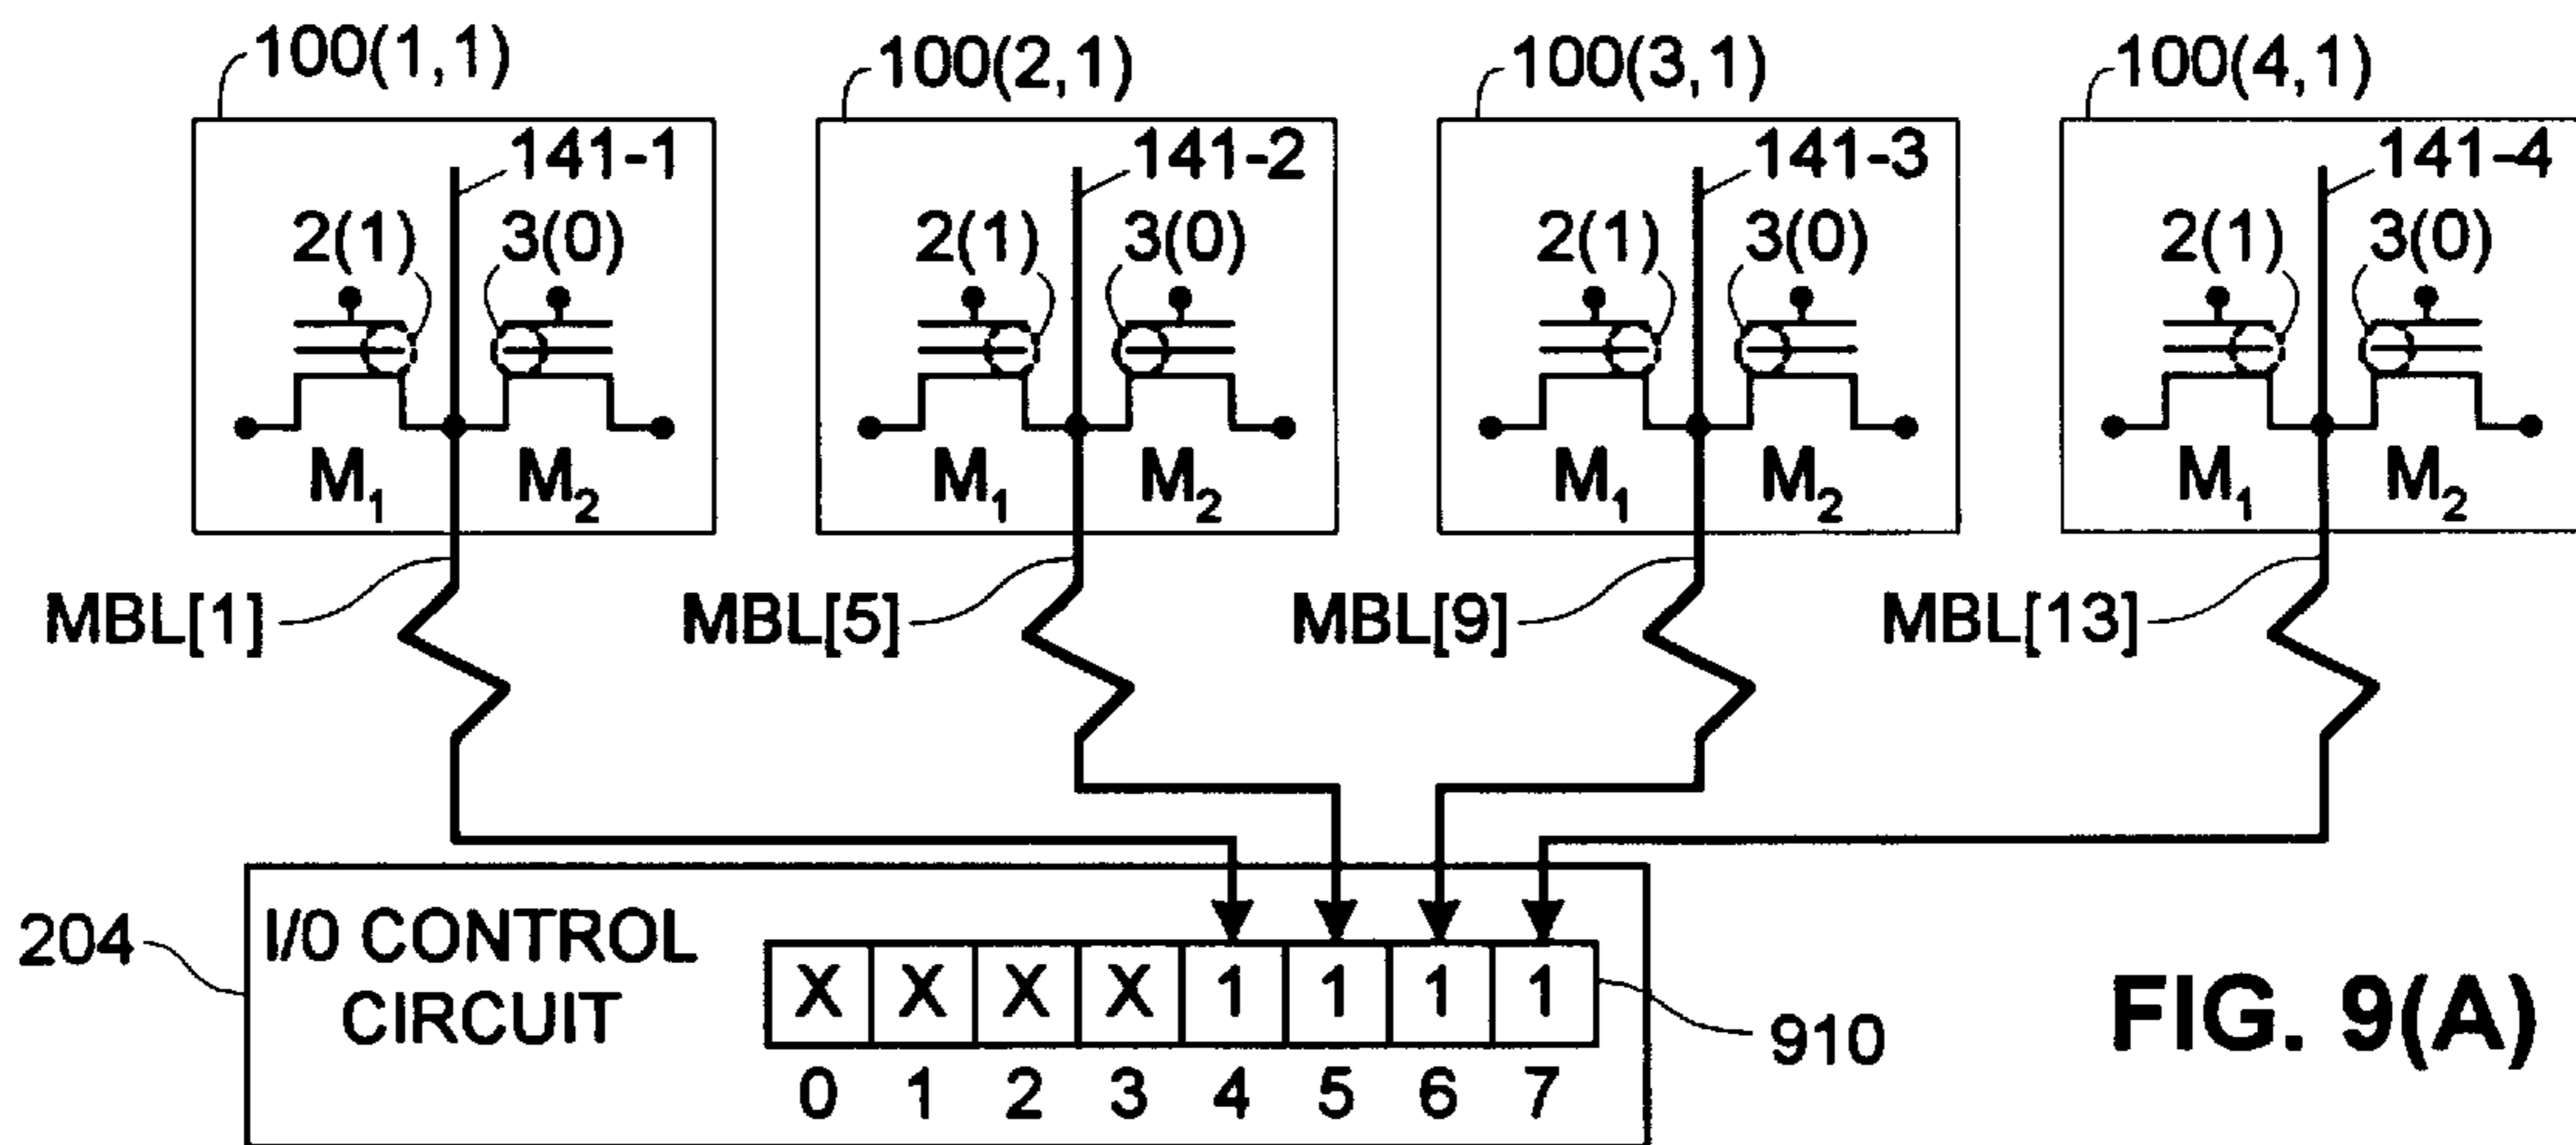 100(1,1) 100(2,1) 100(3,1) 100(4,1)
141-1 141-2 141-3 141-4
2(1) 3(0) 2(1) 3(0) 2(1) 3(0) 2(1) 3(0)
M1 M2 M1 M2 M1 M2 M1 M2
MBL[1] MBL[5] MBL[9] MBL[13]
204 I/0 CONTROL
CIRCUIT
X X X X 1 1 1 1
910
0 1 2 3 4 5 6 7
FIG. 9(A)